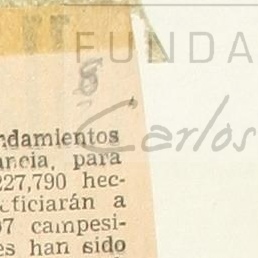 FUNDA
8
Carlos
ndamientos
ancia, para
227,790 hec-
eficiarán a
97 campesi-
es han sido